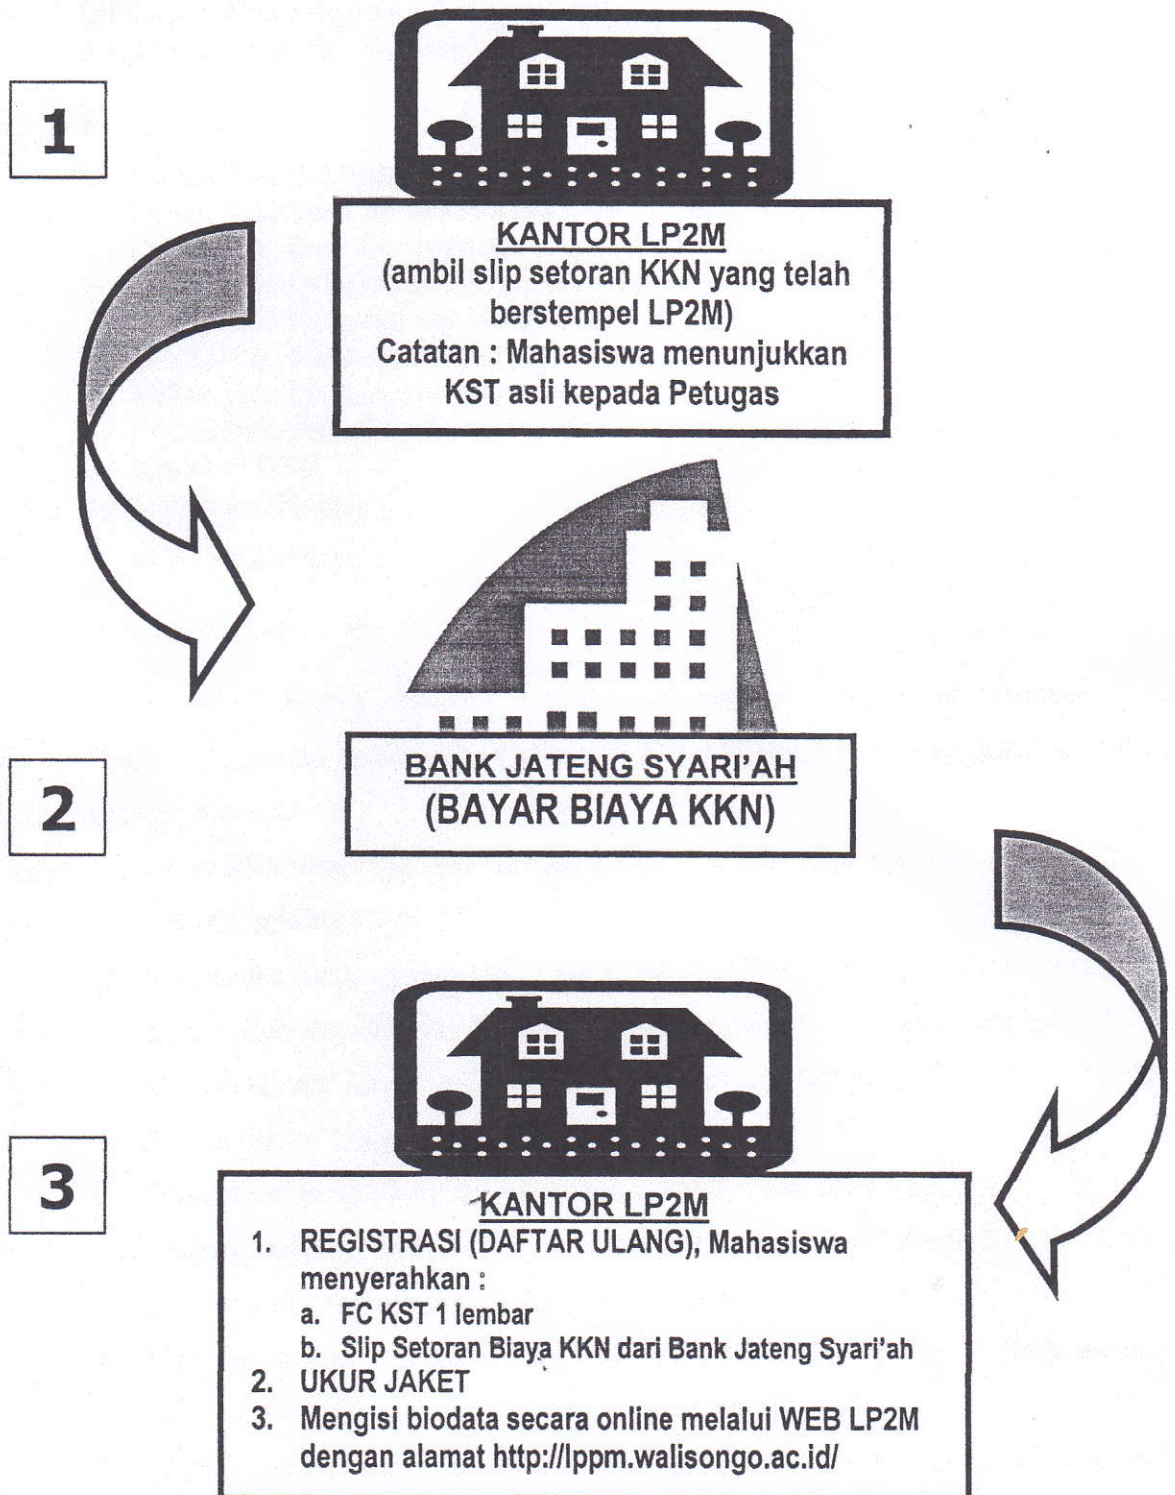 1
KANTOR LP2M
(ambil slip setoran KKN yang telah
berstempel LP2M)
Catatan : Mahasiswa menunjukkan
KST asli kepada Petugas
2
BANK JATENG SYARI'AH
(BAYAR BIAYA KKN)
3
KANTOR LP2M
1. REGISTRASI (DAFTAR ULANG), Mahasiswa
menyerahkan :
a. FC KST 1 lembar
b. Slip Setoran Biaya KKN dari Bank Jateng Syari'ah
2. UKUR JAKET
3. Mengisi biodata secara online melalui WEB LP2M
dengan alamat http://lppm.walisongo.ac.id/